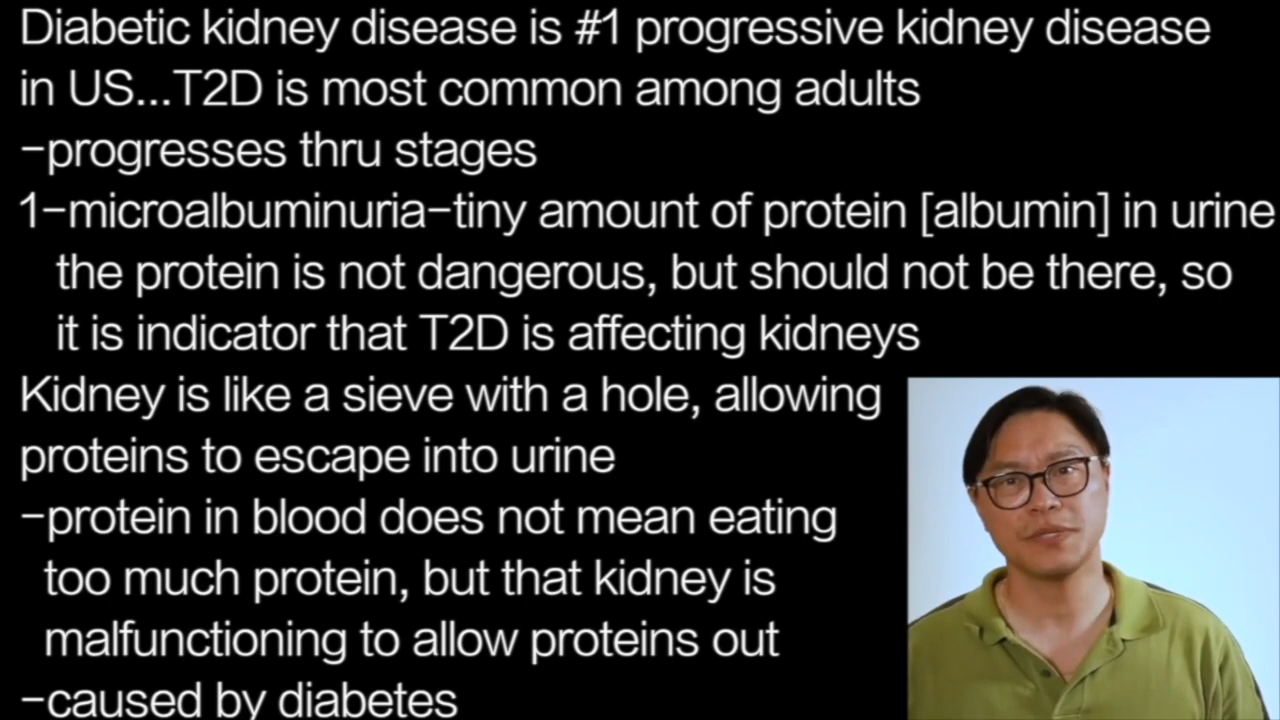 Diabetic kidney disease is #1 progressive kidney disease
in US...T2D is most common among adults
-progresses thru stages
1-microalbuminuria-tiny amount of protein [albumin] in urine
the protein is not dangerous, but should not be there, so
it is indicator that T2D is affecting kidneys
Kidney is like a sieve with a hole, allowing
proteins to escape into urine
-protein in blood does not mean eating
too much protein, but that kidney is
malfunctioning to allow proteins out
-caused by diabetes